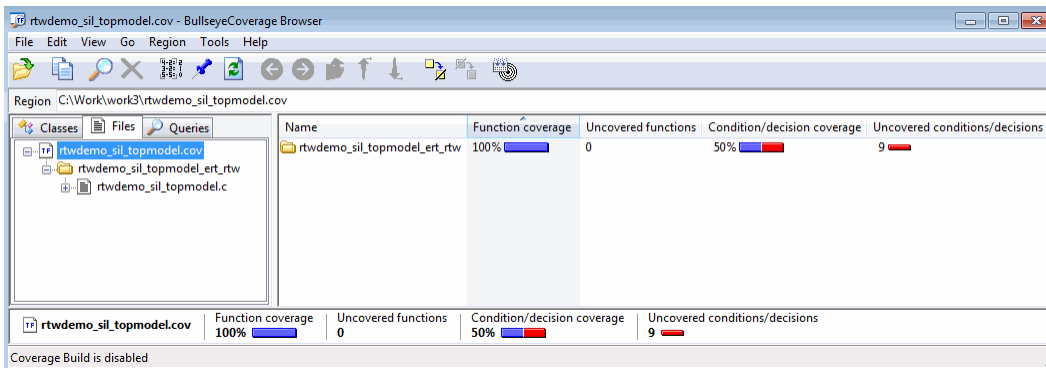 rtwdemo_sil_topmodel.cov - BullseyeCoverage Browser
File Edit View Go Region Tools Help
Region C:\Work\work3\rtwdemo_sil_topmodel.cov
Classes Files Queries
Name Function coverage Uncovered functions Condition/decision coverage Uncovered conditions/decisions
rtwdemo_sil_topmodel.cov
rtwdemo_sil_topmodel_ert_rtw 100% 0 50% 9
rtwdemo_sil_topmodel_ert_rtw
rtwdemo_sil_topmodel.c
rtwdemo_sil_topmodel.cov
Function coverage Uncovered functions Condition/decision coverage Uncovered conditions/decisions
100% 0 50% 9
Coverage Build is disabled